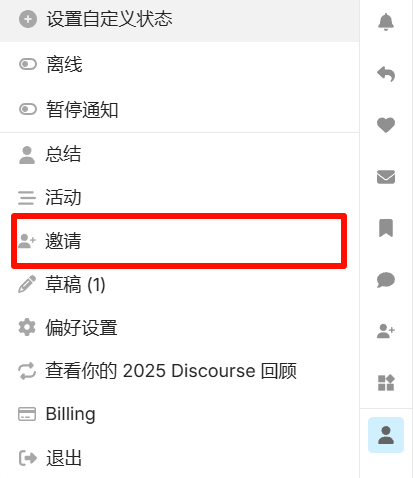 设置自定义状态
离线
暂停通知
总结
活动
邀请
草稿 (1)
偏好设置
查看你的 2025 Discourse 回顾
Billing
退出